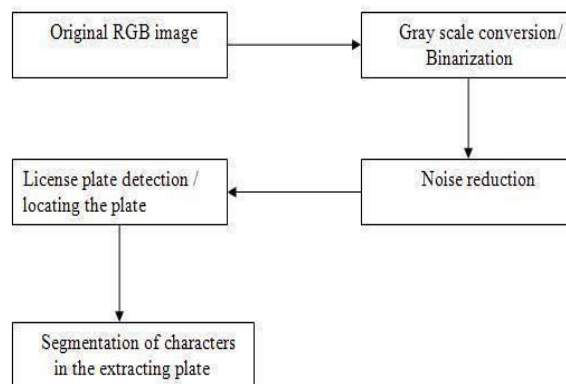 Original RGB image
Gray scale conversion/
Binarization
Noise reduction
License plate detection /
locating the plate
Segmentation of characters
in the extracting plate